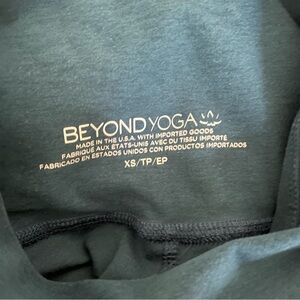 BEYOND YOGA
MADE IN THE U.S.A. WITH IMPORTED GOODS
FABRIQUÉ AUX ÉTATS-UNIS AVEC DU TISSU IMPORTÉ
FABRICADO EN ESTADOS UNIDOS CON PRODUCTOS IMPORTADOS
XS/TP/EP